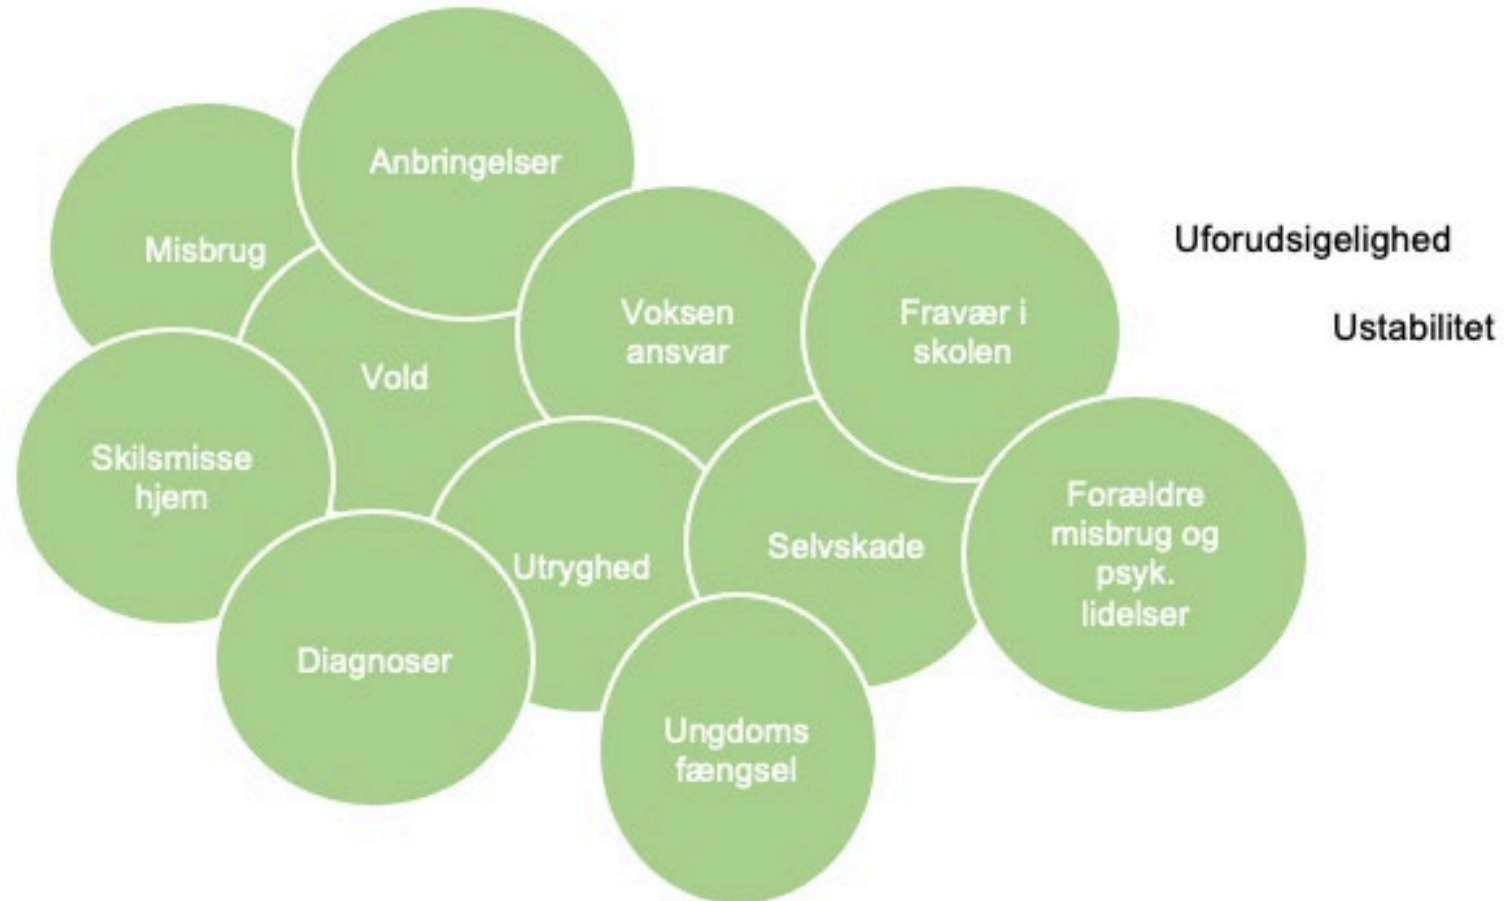 Anbringelser
Misbrug
Uforudsigelighed
Voksen
ansvar
Fravær i
skolen
Ustabilitet
Vold
Skilsmisse
hjem
Forældre
misbrug og
psyk.
lidelser
Selvskade
Utryghed
Diagnoser
Ungdoms
fængsel